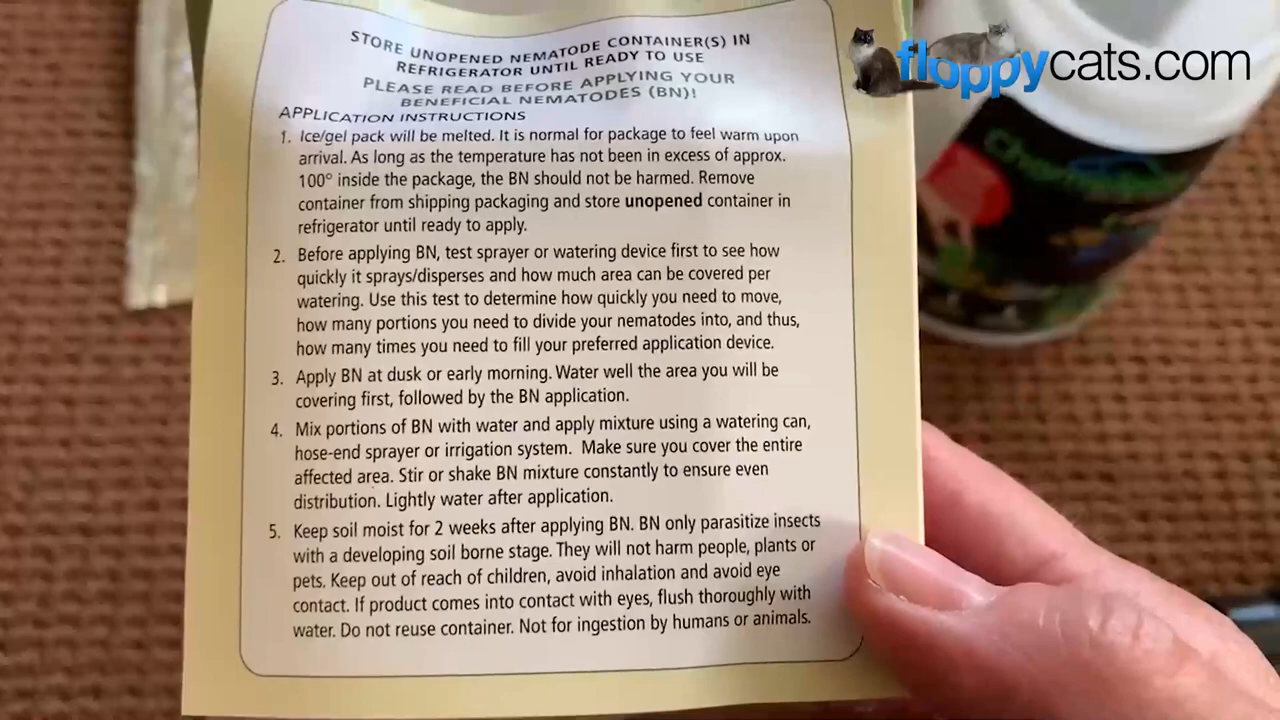 floppycats.com
STORE UNOPENED NEMATODE CONTAINER(S) IN
REFRIGERATOR UNTIL READY TO USE
PLEASE READ BEFORE APPLYING YOUR
BENEFICIAL NEMATODES (BN)!
APPLICATION INSTRUCTIONS
1. Ice/gel pack will be melted. It is normal for package to feel warm upon
arrival. As long as the temperature has not been in excess of approx.
100° inside the package, the BN should not be harmed. Remove
container from shipping packaging and store unopened container in
refrigerator until ready to apply.
2. Before applying BN, test sprayer or watering device first to see how
quickly it sprays/disperses and how much area can be covered per
watering. Use this test to determine how quickly you need to move,
how many portions you need to divide your nematodes into, and thus,
how many times you need to fill your preferred application device.
3. Apply BN at dusk or early morning. Water well the area you will be
covering first, followed by the BN application.
4. Mix portions of BN with water and apply mixture using a watering can,
hose-end sprayer or irrigation system. Make sure you cover the entire
affected area. Stir or shake BN mixture constantly to ensure even
distribution. Lightly water after application.
5. Keep soil moist for 2 weeks after applying BN. BN only parasitize insects
with a developing soil borne stage. They will not harm people, plants or
pets. Keep out of reach of children, avoid inhalation and avoid eye
contact. If product comes into contact with eyes, flush thoroughly with
water. Do not reuse container. Not for ingestion by humans or animals.